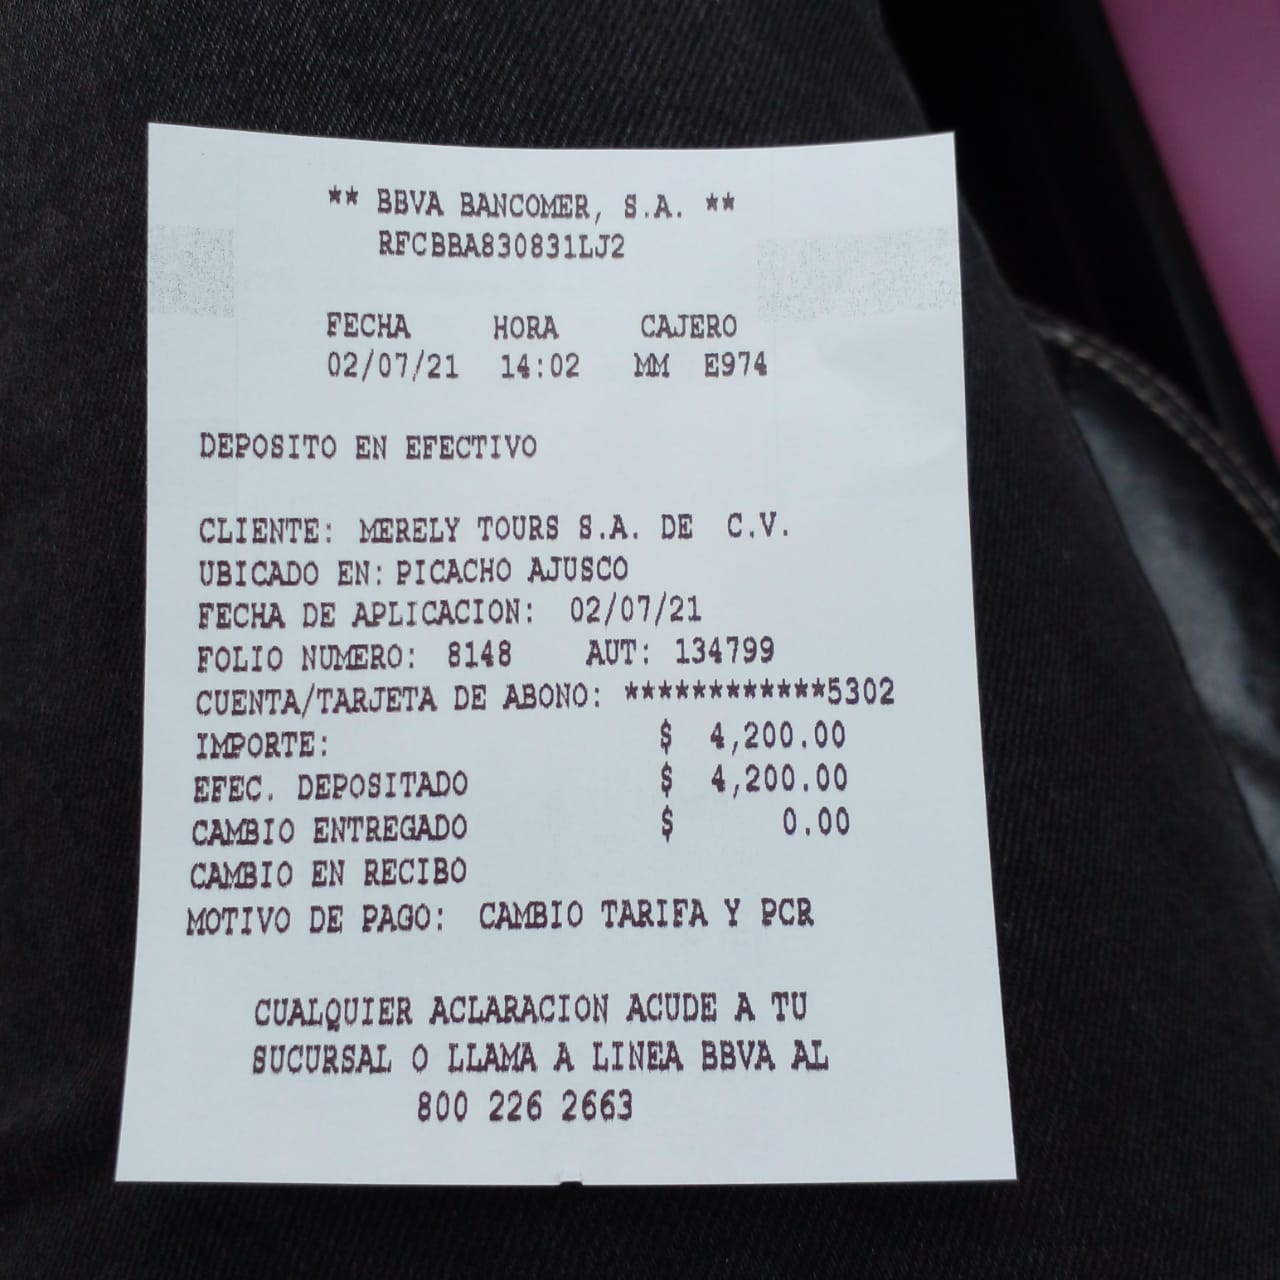 ** BBVA BANCOMER, S.A. **
RFCBBA830831LJ2
FECHA HORA CAJERO
02/07/21 14:02 MM E974
DEPOSITO EN EFECTIVO
CLIENTE: MERELY TOURS S.A. DE C.V.
UBICADO EN: PICACHO AJUSCO
FECHA DE APLICACION: 02/07/21
FOLIO NUMERO: 8148 AUT: 134799
CUENTA/TARJETA DE ABONO: ************5302
IMPORTE: $ 4,200.00
EFEC. DEPOSITADO $ 4,200.00
CAMBIO ENTREGADO $ 0.00
CAMBIO EN RECIBO
MOTIVO DE PAGO: CAMBIO TARIFA Y PCR
CUALQUIER ACLARACION ACUDE A TU
SUCURSAL O LLAMA A LINEA BBVA AL
800 226 2663